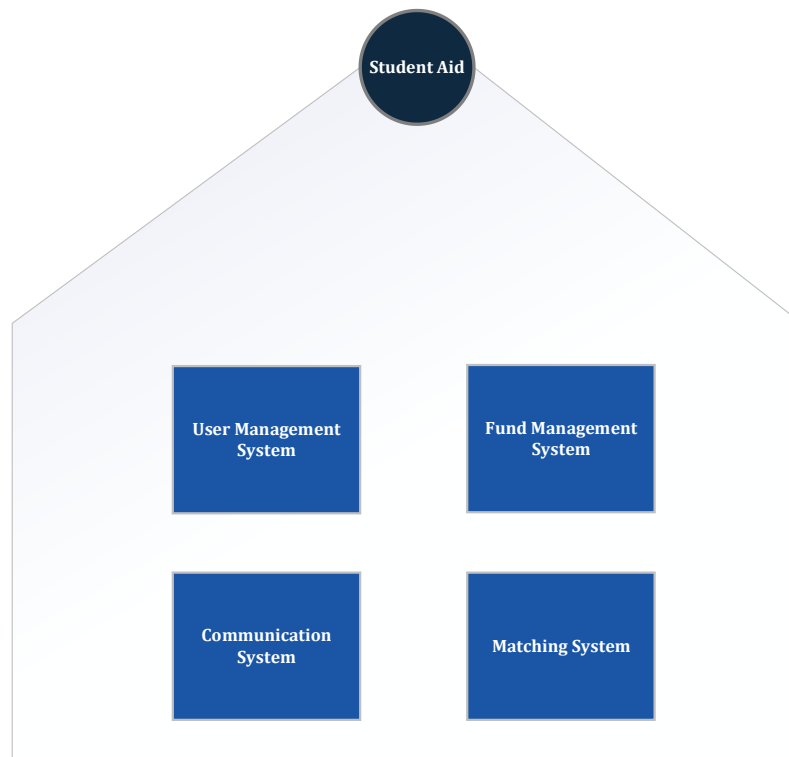 Student Aid
User Management
System
Fund Management
System
Communication
System
Matching System